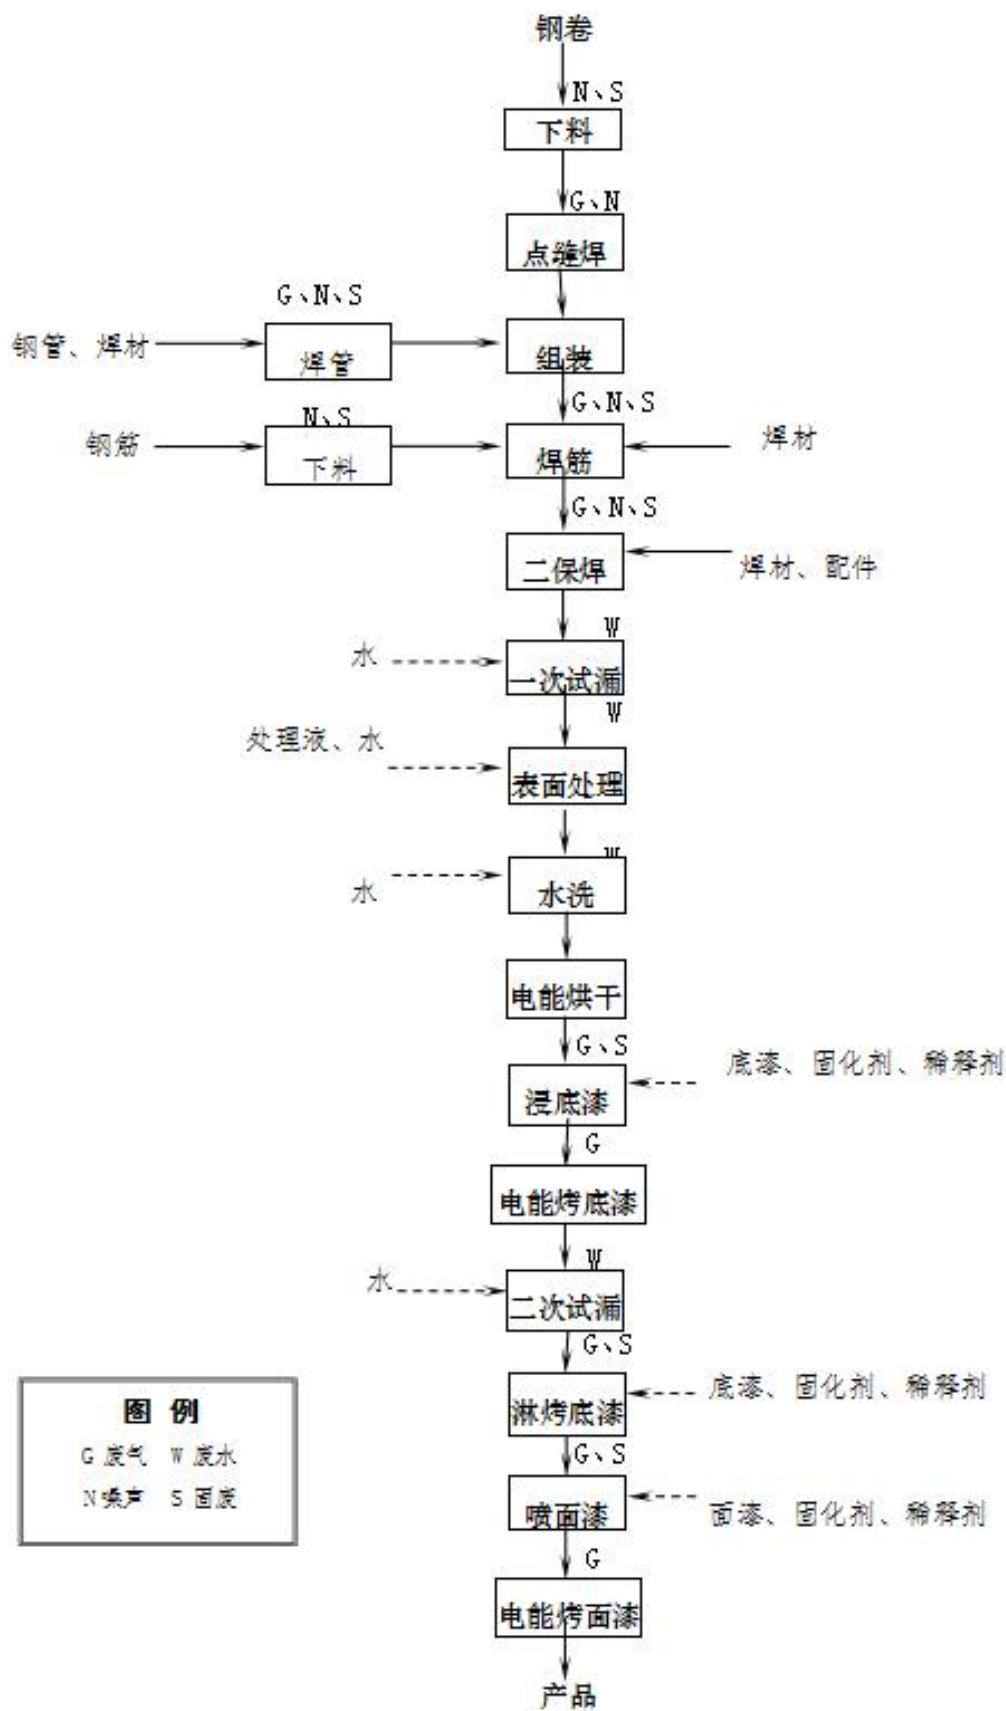 钢卷
N、S
下料
G、N
点缝焊
G、N、S
钢管、焊材
焊管
组装
G、N、S
N、S
钢筋
下料
焊筋
焊材
G、N、S
二保焊
焊材、配件
W
水
一次试漏
W
处理液、水
表面处理
W
水
水洗
电能烘干
G、S
底漆、固化剂、稀释剂
浸底漆
G
电能烤底漆
W
水
二次试漏
G、S
底漆、固化剂、稀释剂
淋烤底漆
G、S
喷面漆
面漆、固化剂、稀释剂
G
电能烤面漆
产品
图 例
G 废气 W 废水
N 噪声 S 固废